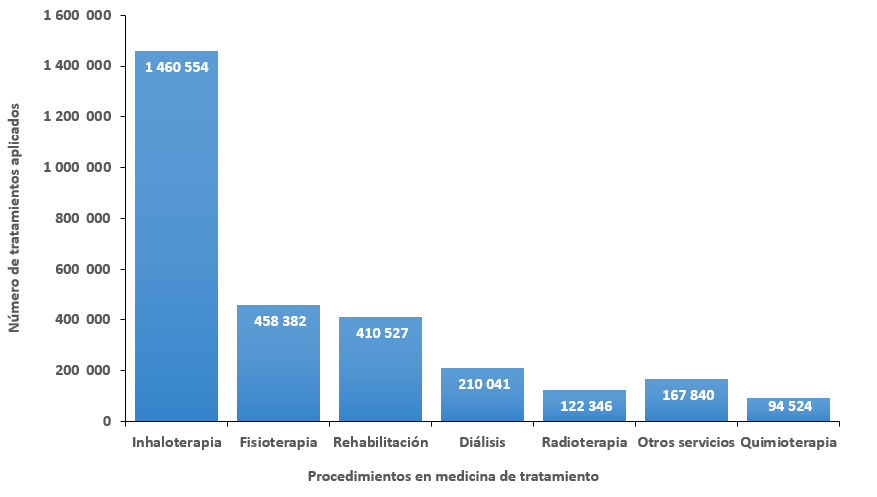 Número de tratamientos aplicados
1 600 000
1 400 000
1 200 000
1 000 000
800 000
600 000
400 000
200 000
0
1 460 554
458 382
410 527
210 041
122 346
167 840
94 524
Inhaloterapia
Fisioterapia
Rehabilitación
Diálisis
Radioterapia
Otros servicios
Quimioterapia
Procedimientos en medicina de tratamiento